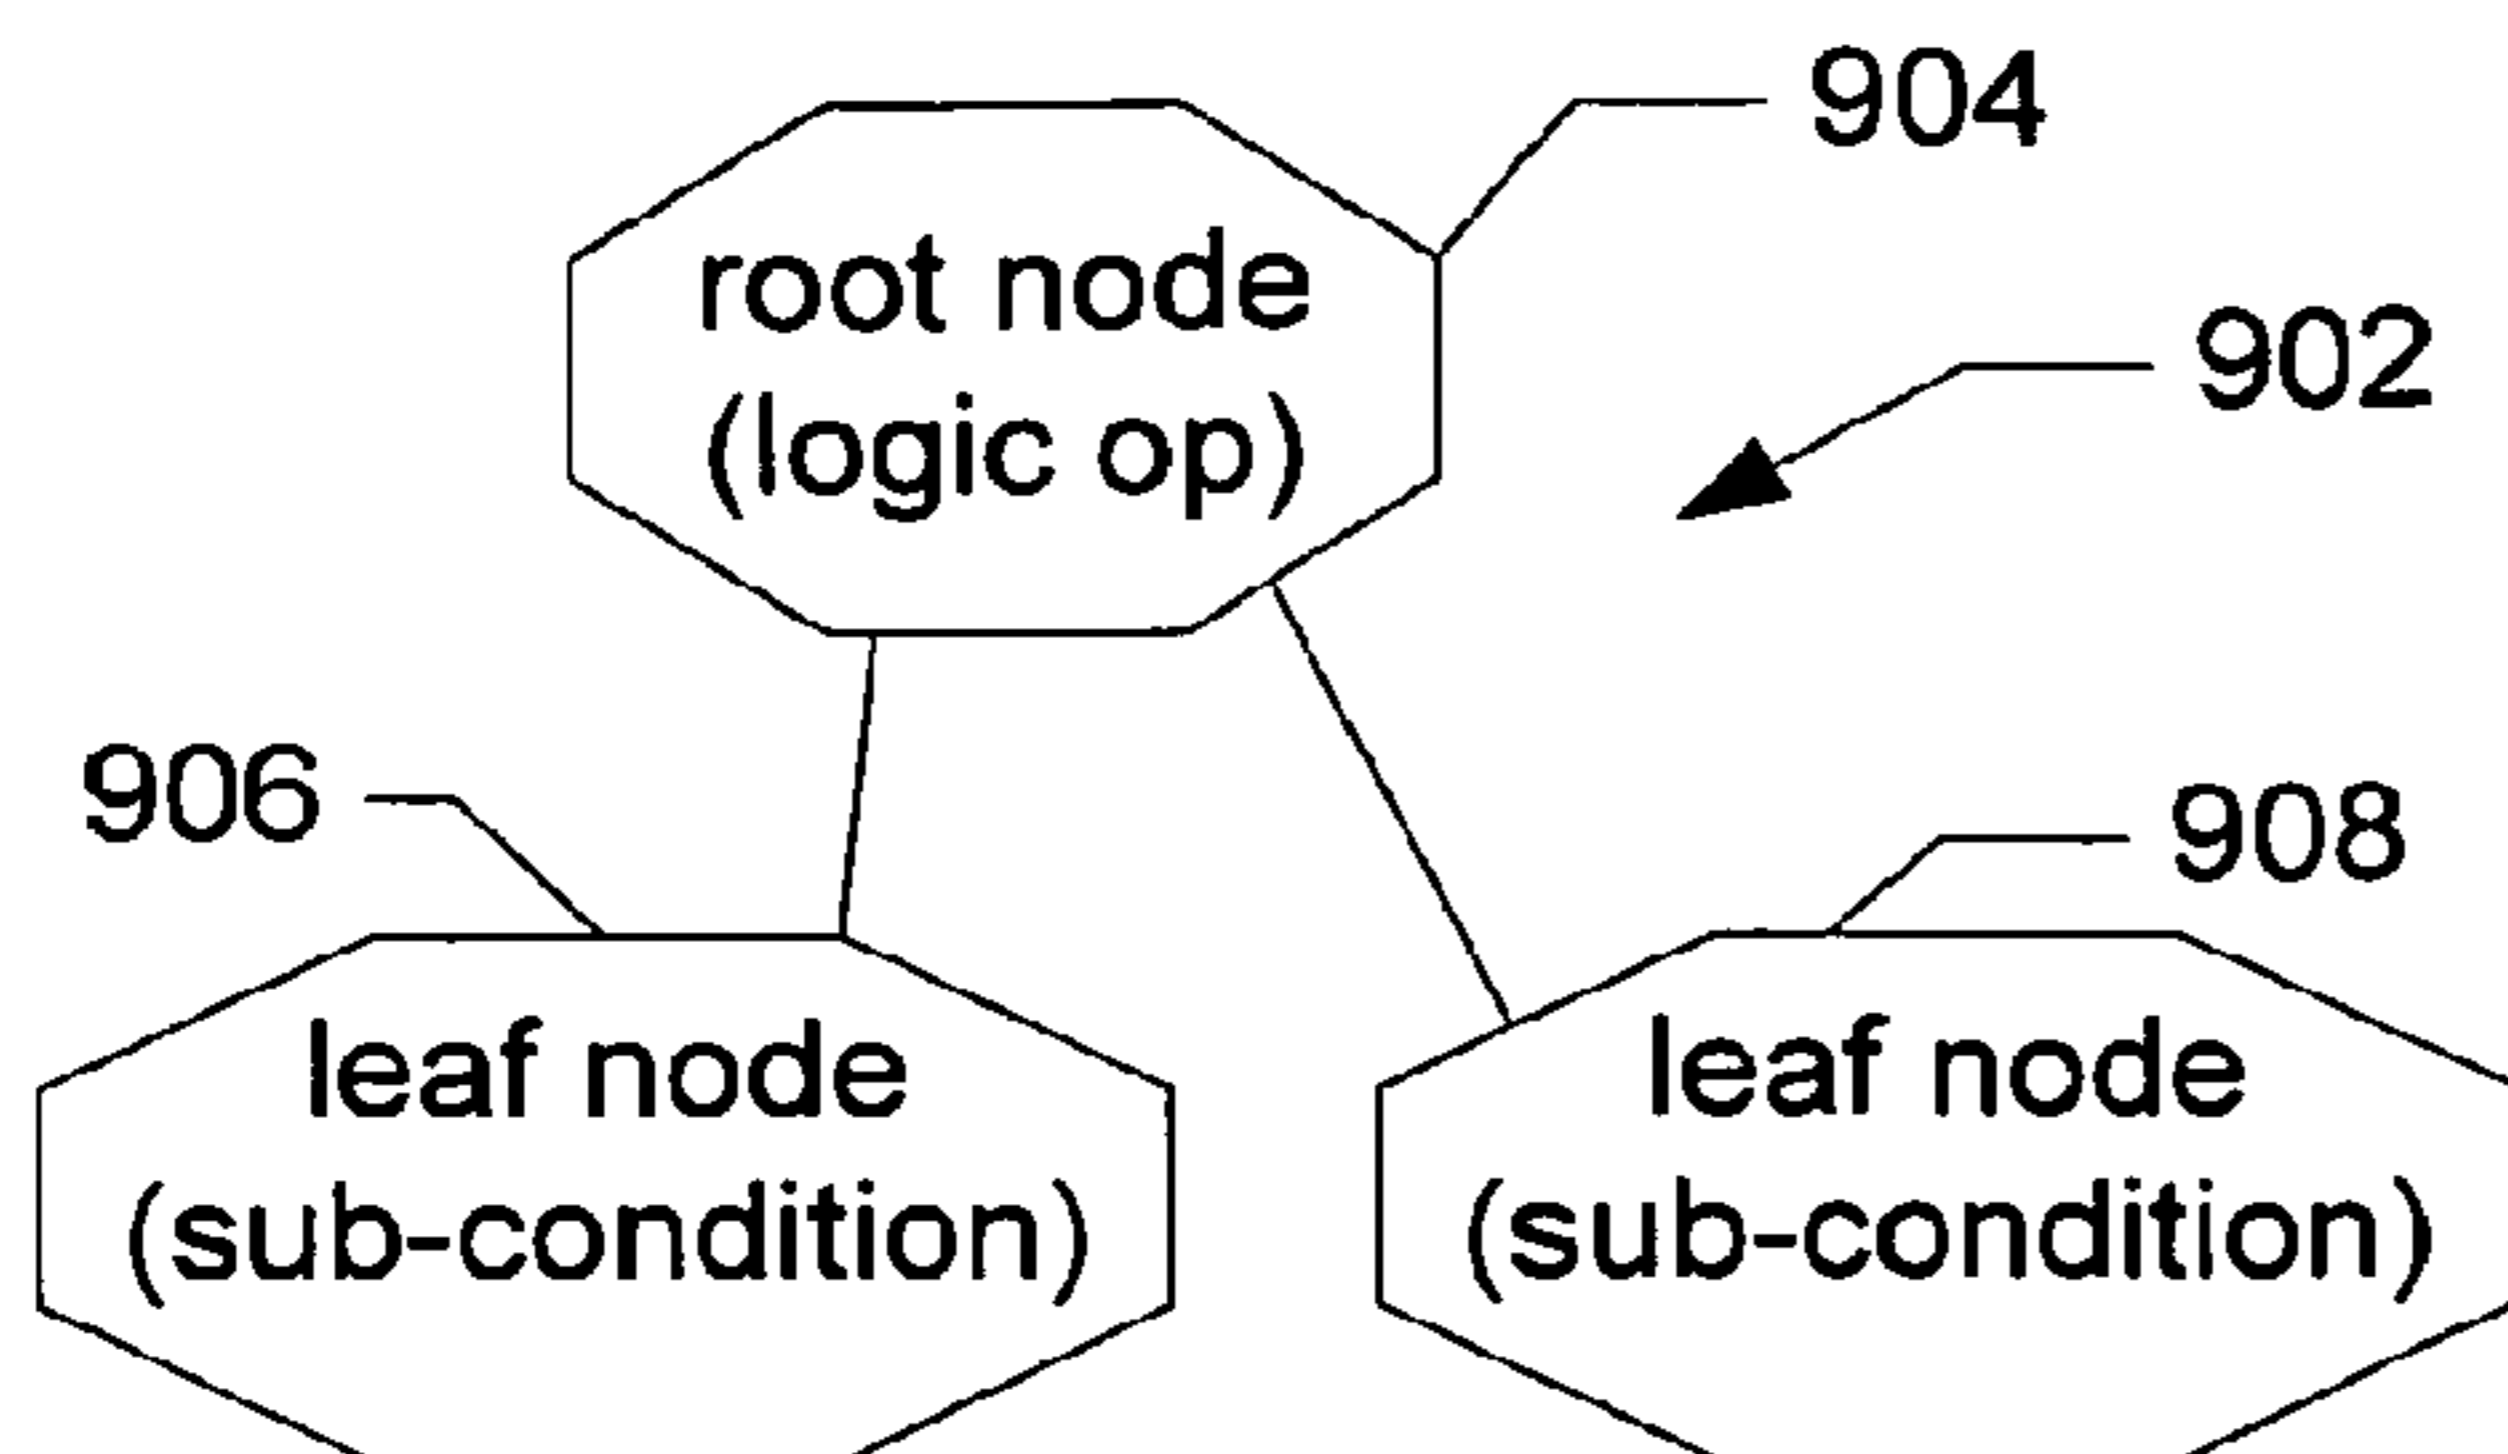 904
root node
(logic op)
902
906
908
leaf node
(sub-condition)
leaf node
(sub-condition)